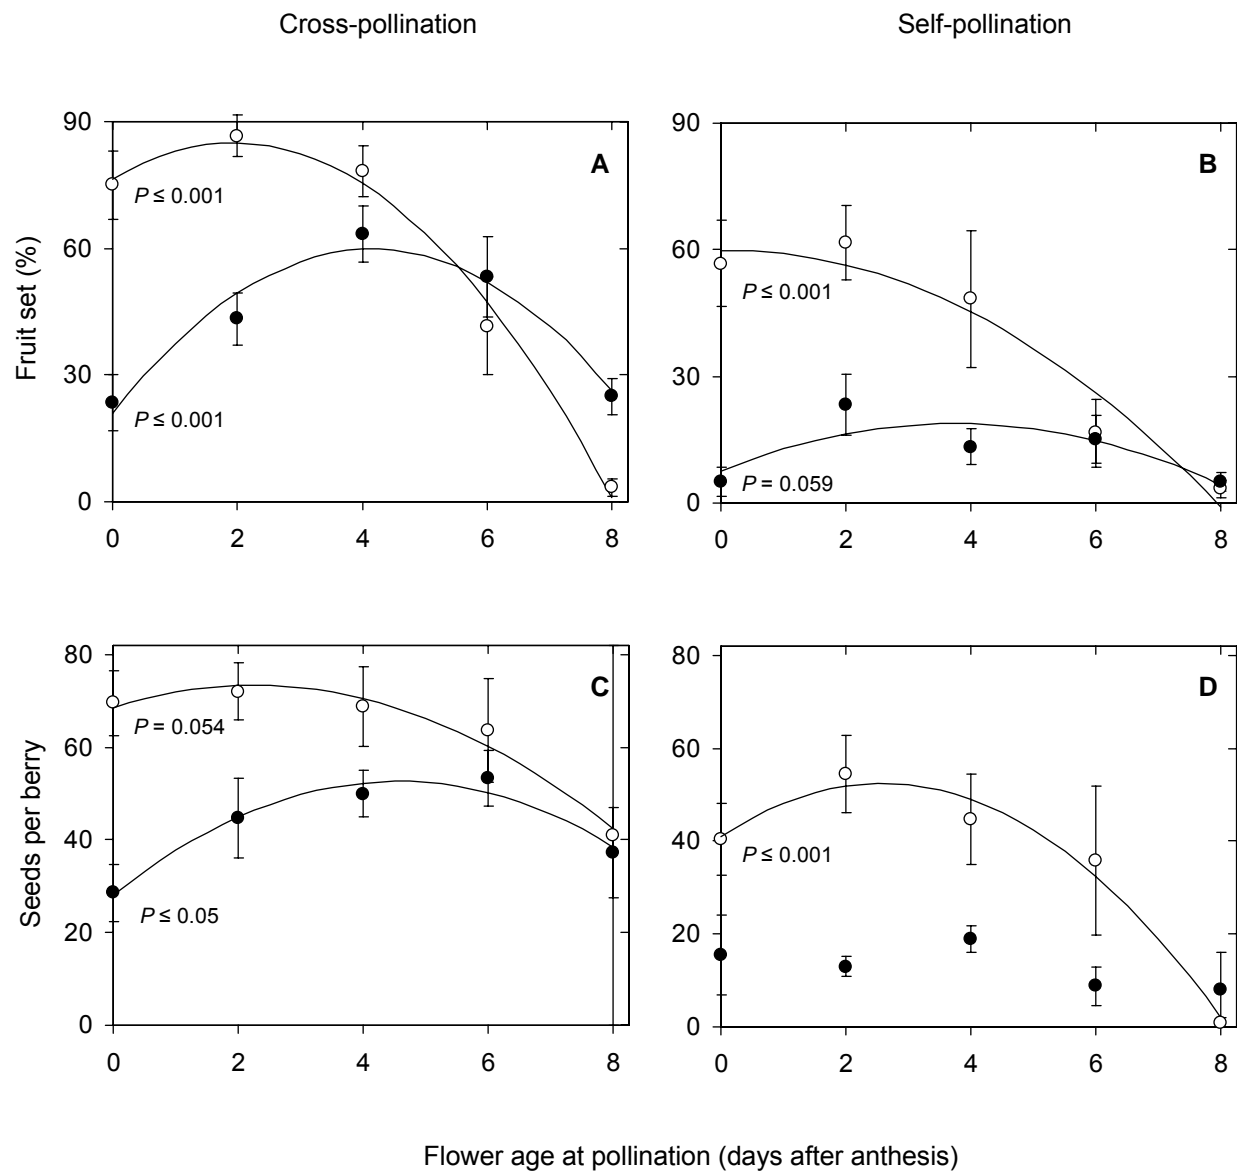 Cross-pollination
Self-pollination
90
60
30
0
Fruit set (%)
A
P ≤ 0.001
P ≤ 0.001
0 2 4 6 8
90
60
30
0
B
P ≤ 0.001
P = 0.059
0 2 4 6 8
80
60
40
20
0
Seeds per berry
C
P = 0.054
P ≤ 0.05
0 2 4 6 8
80
60
40
20
0
D
P ≤ 0.001
0 2 4 6 8
Flower age at pollination (days after anthesis)